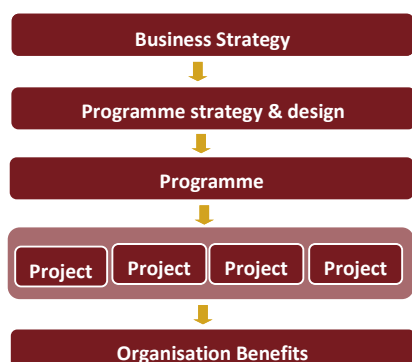 Business Strategy
Programme strategy & design
Programme
Project Project Project Project
Organisation Benefits